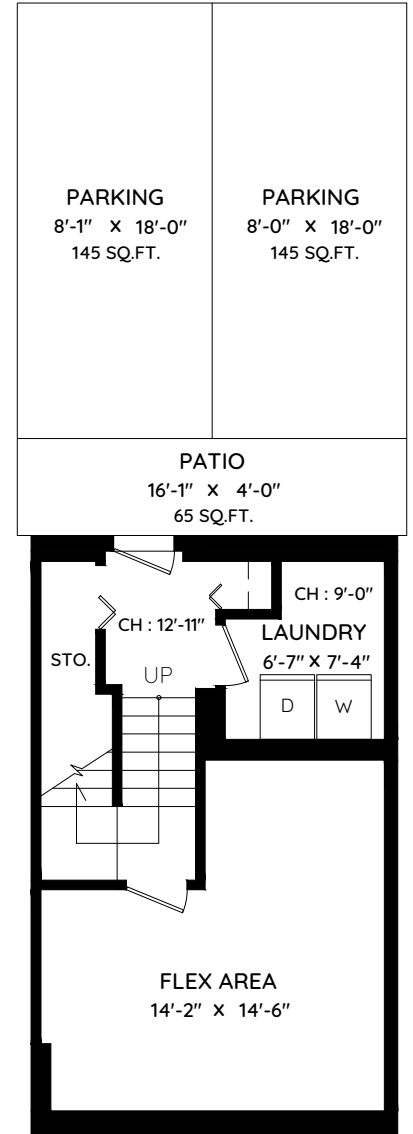 PARKING
8'-1" x 18'-0"
145 SQ.FT.
PARKING
8'-0" x 18'-0"
145 SQ.FT.
PATIO
16'-1" x 4'-0"
65 SQ.FT.
CH : 9'-0"
CH : 12'-11"
LAUNDRY
6'-7" x 7'-4"
STO.
UP
D
W
FLEX AREA
14'-2" x 14'-6"